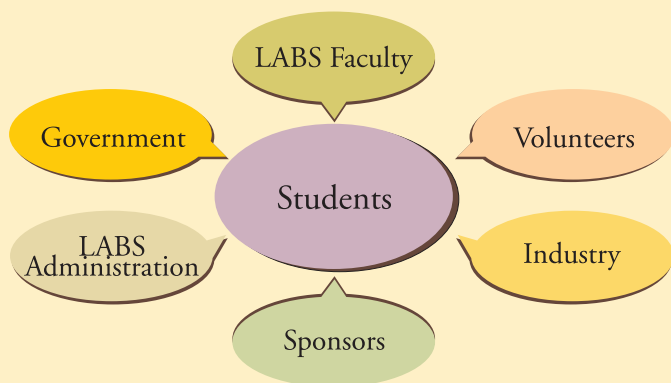 LABS Faculty
Government
Volunteers
Students
LABS
Administration
Industry
Sponsors